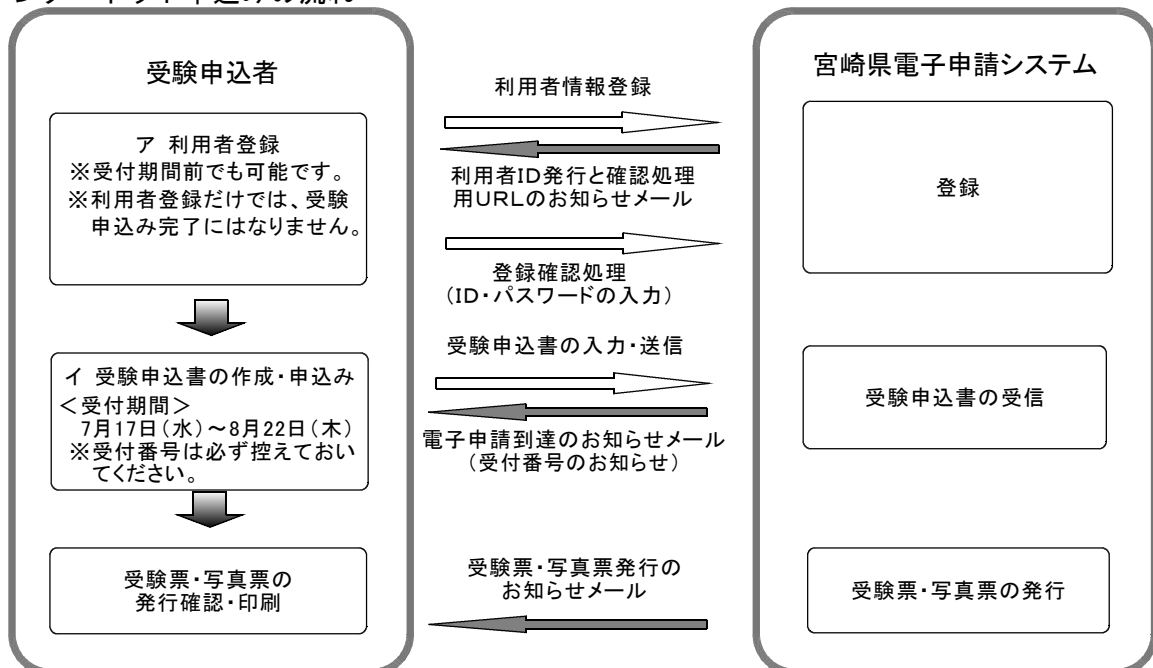 受験申込者
ア 利用者登録
※受付期間前でも可能です。
※利用者登録だけでは、受験
申込み完了にはなりません。
イ 受験申込書の作成・申込み
＜受付期間＞
7月17日（水）～8月22日（木）
※受付番号は必ず控えておい
てください。
受験票・写真票の
発行確認・印刷
利用者情報登録
利用者ID発行と確認処理
用URLのお知らせメール
登録確認処理
（ID・パスワードの入力）
受験申込書の入力・送信
電子申請到達のお知らせメール
（受付番号のお知らせ）
受験票・写真票発行の
お知らせメール
宮崎県電子申請システム
登録
受験申込書の受信
受験票・写真票の発行